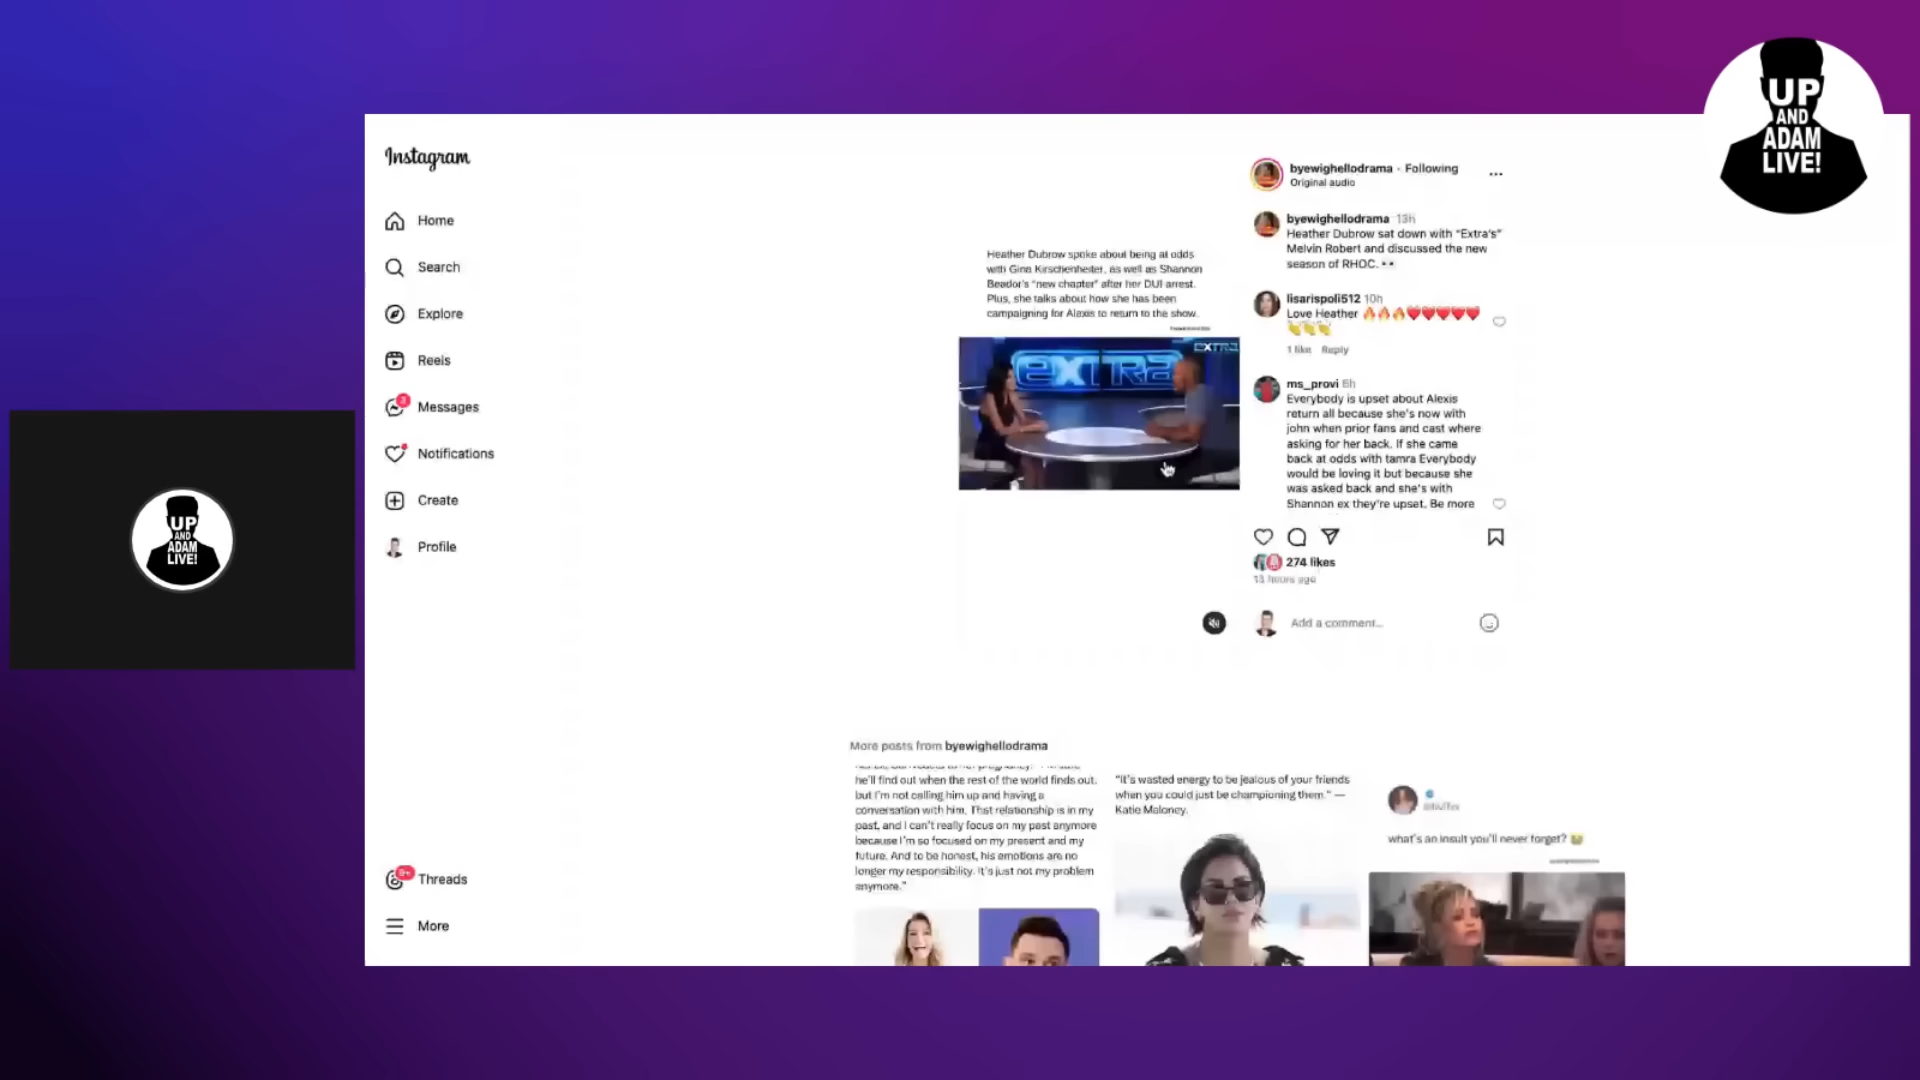 UP
AND
ADAM
LIVE!
Instagram
Home
Search
Explore
Reels
3
Messages
Notifications
Create
Profile
9+
Threads
More
UP
AND
ADAM
LIVE!
Heather Dubrow spoke about being at odds
with Gina Kirschenheiter, as well as Shannon
Beador's "new chapter" after her DUI arrest.
Plus, she talks about how she has been
campaigning for Alexis to return to the show.
EXTRA
extra
byewighellodrama · Following
Original audio
byewighellodrama 13h
Heather Dubrow sat down with "Extra's"
Melvin Robert and discussed the new
season of RHOC. 👀
lisarispoli512 10h
Love Heather 🔥🔥🔥❤️❤️❤️❤️❤️
👏👏👏
1 like Reply
ms_provi 6h
Everybody is upset about Alexis
return all because she's now with
john when prior fans and cast where
asking for her back. If she came
back at odds with tamra Everybody
would be loving it but because she
was asked back and she's with
Shannon ex they're upset. Be more
274 likes
13 hours ago
Add a comment...
More posts from byewighellodrama
he'll find out when the rest of the world finds out,
but I'm not calling him up and having a
conversation with him. That relationship is in my
past, and I can't really focus on my past anymore
because I'm so focused on my present and my
future. And to be honest, his emotions are no
longer my responsibility. It's just not my problem
anymore."
"It's wasted energy to be jealous of your friends
when you could just be championing them." —
Katie Maloney.
what's an insult you'll never forget? 😭